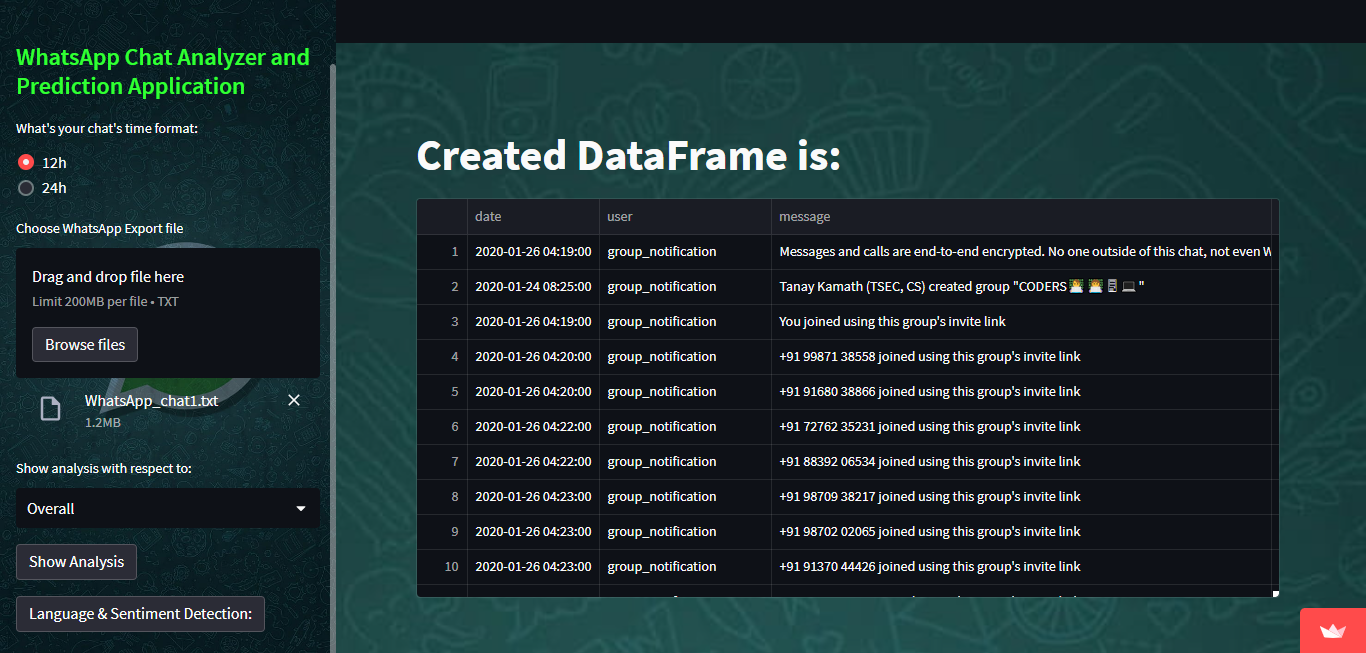 WhatsApp Chat Analyzer and
Prediction Application
What's your chat's time format:
12h
24h
Choose WhatsApp Export file
Drag and drop file here
Limit 200MB per file • TXT
Browse files
WhatsApp_chat1.txt
1.2MB
Show analysis with respect to:
Overall
Show Analysis
Language & Sentiment Detection:
Created DataFrame is:
date user message
1 2020-01-26 04:19:00 group_notification Messages and calls are end-to-end encrypted. No one outside of this chat, not even W
2 2020-01-24 08:25:00 group_notification Tanay Kamath (TSEC, CS) created group "CODERS👨‍💻👨‍💻🖥💻"
3 2020-01-26 04:19:00 group_notification You joined using this group's invite link
4 2020-01-26 04:20:00 group_notification +91 99871 38558 joined using this group's invite link
5 2020-01-26 04:20:00 group_notification +91 91680 38866 joined using this group's invite link
6 2020-01-26 04:22:00 group_notification +91 72762 35231 joined using this group's invite link
7 2020-01-26 04:22:00 group_notification +91 88392 06534 joined using this group's invite link
8 2020-01-26 04:23:00 group_notification +91 98709 38217 joined using this group's invite link
9 2020-01-26 04:23:00 group_notification +91 98702 02065 joined using this group's invite link
10 2020-01-26 04:23:00 group_notification +91 91370 44426 joined using this group's invite link